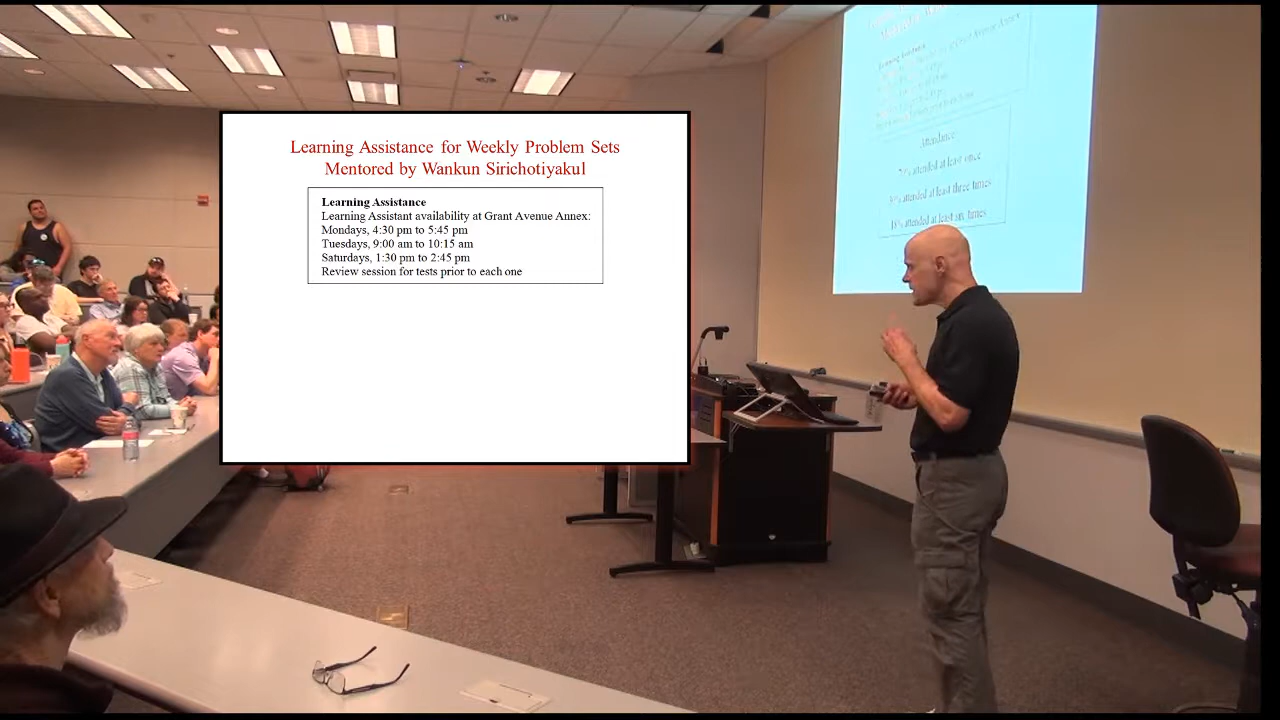 Learning Assistance for Weekly Problem Sets
Mentored by Wankun Sirichotiyakul
Learning Assistance
Learning Assistant availability at Grant Avenue Annex:
Mondays, 4:30 pm to 5:45 pm
Tuesdays, 9:00 am to 10:15 am
Saturdays, 1:30 pm to 2:45 pm
Review session for tests prior to each one
Learning Assistance
Attendance
attended at least once
attended at least three times
attended at least six times